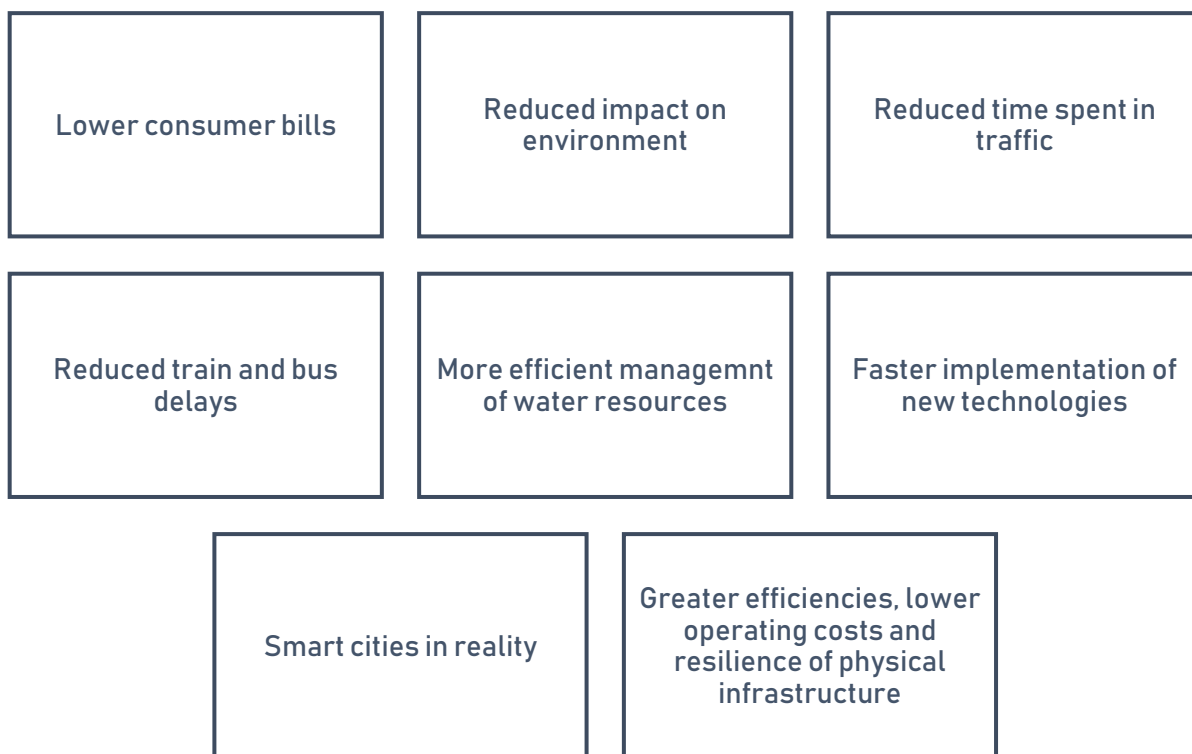 Lower consumer bills
Reduced impact on
environment
Reduced time spent in
traffic
Reduced train and bus
delays
More efficient managemnt
of water resources
Faster implementation of
new technologies
Smart cities in reality
Greater efficiencies, lower
operating costs and
resilience of physical
infrastructure